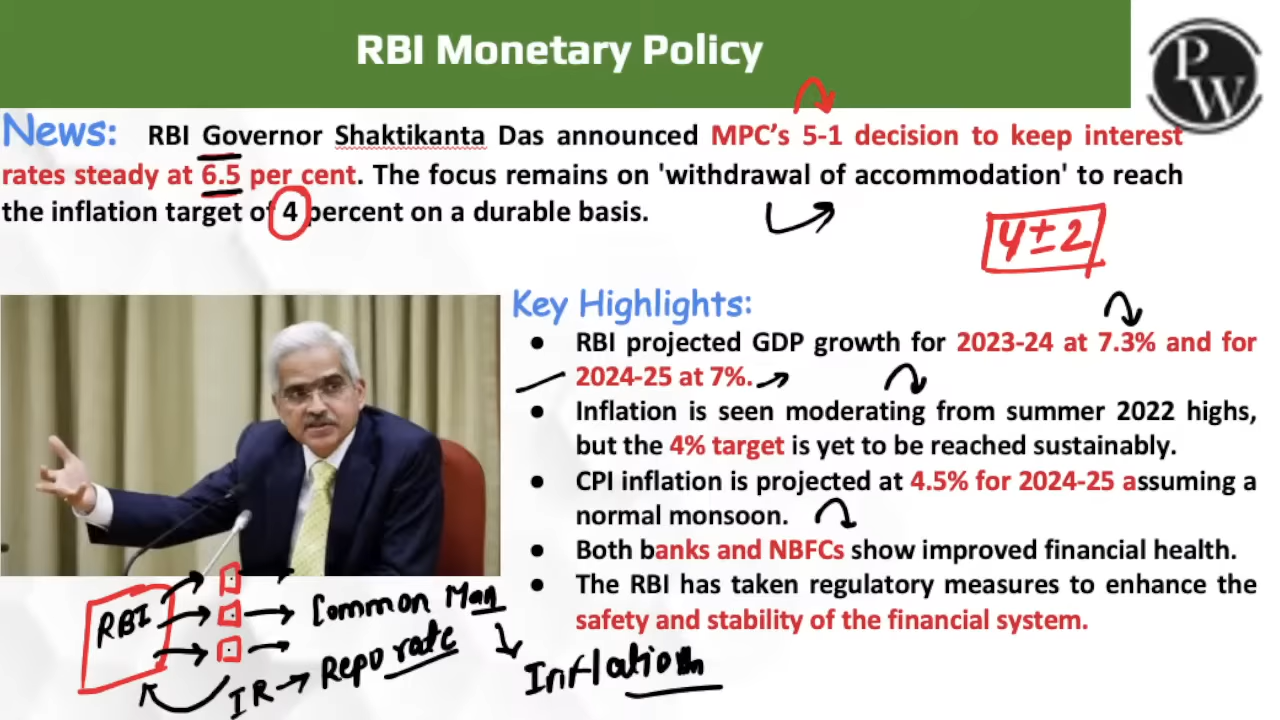 RBI Monetary Policy
PW
News: RBI Governor Shaktikanta Das announced MPC's 5-1 decision to keep interest
rates steady at 6.5 per cent. The focus remains on 'withdrawal of accommodation' to reach
the inflation target of 4 percent on a durable basis.
4±2
Key Highlights:
• RBI projected GDP growth for 2023-24 at 7.3% and for
2024-25 at 7%.
• Inflation is seen moderating from summer 2022 highs,
but the 4% target is yet to be reached sustainably.
• CPI inflation is projected at 4.5% for 2024-25 assuming a
normal monsoon.
• Both banks and NBFCs show improved financial health.
• The RBI has taken regulatory measures to enhance the
safety and stability of the financial system.
RBI
Common Man
IR → Repo rate
Inflation